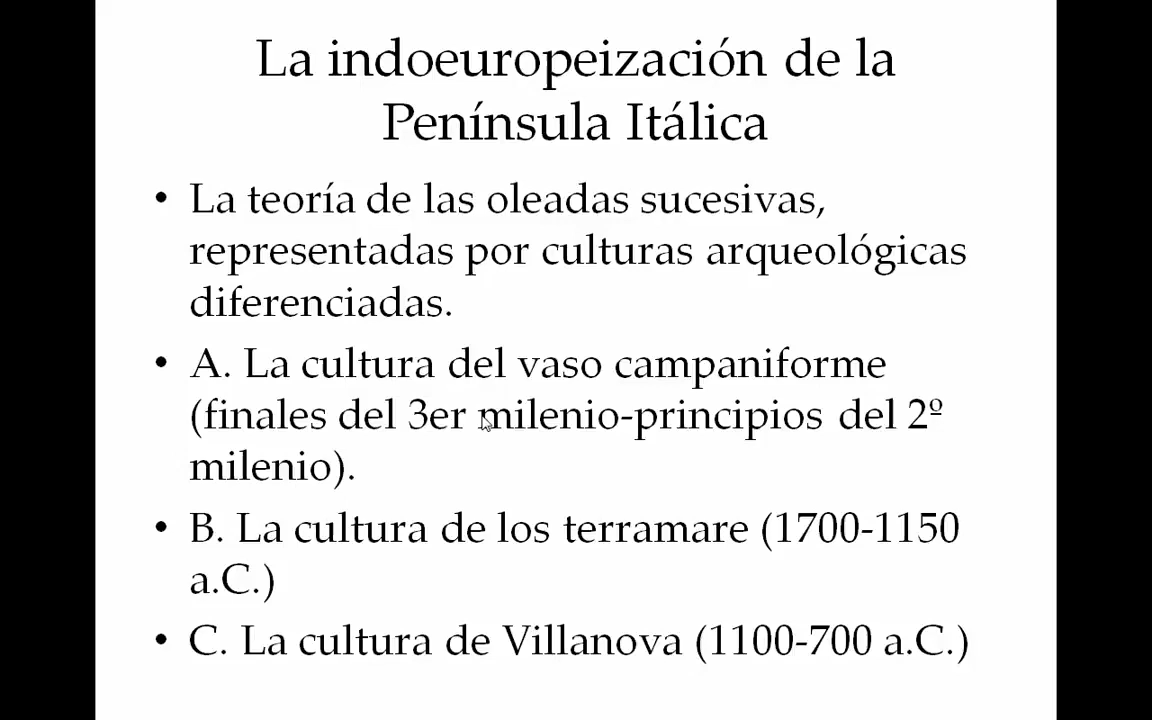 La indoeuropeización de la
Península Itálica
• La teoría de las oleadas sucesivas,
representadas por culturas arqueológicas
diferenciadas.
• A. La cultura del vaso campaniforme
(finales del 3er milenio-principios del 2º
milenio).
• B. La cultura de los terramare (1700-1150
a.C.)
• C. La cultura de Villanova (1100-700 a.C.)